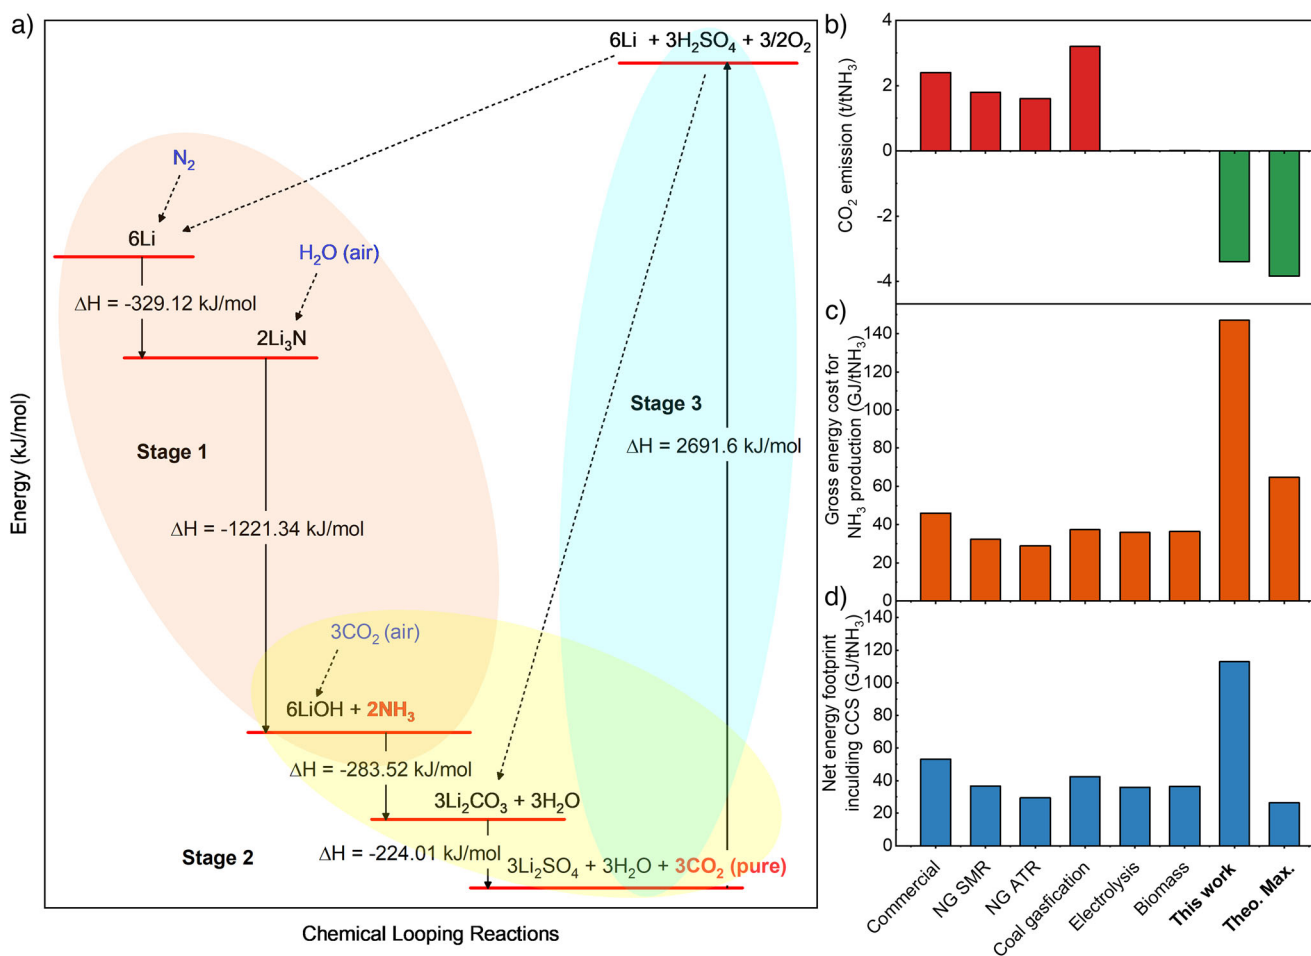 a)
6Li + 3H₂SO₄ + 3/2O₂
N₂
6Li
H₂O (air)
ΔH = -329.12 kJ/mol
2Li₃N
Stage 3
Stage 1
ΔH = 2691.6 kJ/mol
ΔH = -1221.34 kJ/mol
3CO₂ (air)
6LiOH + 2NH₃
ΔH = -283.52 kJ/mol
3Li₂CO₃ + 3H₂O
Stage 2
ΔH = -224.01 kJ/mol
3Li₂SO₄ + 3H₂O + 3CO₂ (pure)
Energy (kJ/mol)
Chemical Looping Reactions
b)
CO₂ emission (t/tNH₃)
4
2
0
-2
-4
c)
Gross energy cost for
NH₃ production (GJ/tNH₃)
140
120
100
80
60
40
20
0
d)
Net energy footprint
inculding CCS (GJ/tNH₃)
140
120
100
80
60
40
20
0
Commercial
NG SMR
NG ATR
Coal gasfication
Electrolysis
Biomass
This work
Theo. Max.